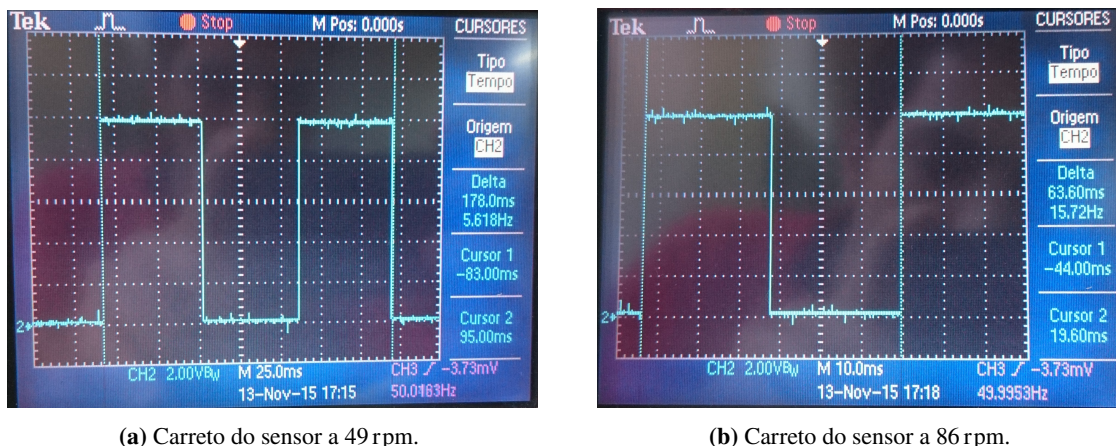 Tek
Stop
M Pos: 0.000s
CURSORES
Tipo
Tempo
Origem
CH2
Delta
178.0ms
5.618Hz
Cursor 1
-83.00ms
Cursor 2
95.00ms
2
CH2 2.00VBw
M 25.0ms
CH3 -3.73mV
13-Nov-15 17:15
50.0183Hz
(a) Carreto do sensor a 49 rpm.
Tek
Stop
M Pos: 0.000s
CURSORES
Tipo
Tempo
Origem
CH2
Delta
63.60ms
15.72Hz
Cursor 1
-44.00ms
Cursor 2
19.60ms
2
CH2 2.00VBw
M 10.0ms
CH3 -3.73mV
13-Nov-15 17:18
49.9953Hz
(b) Carreto do sensor a 86 rpm.